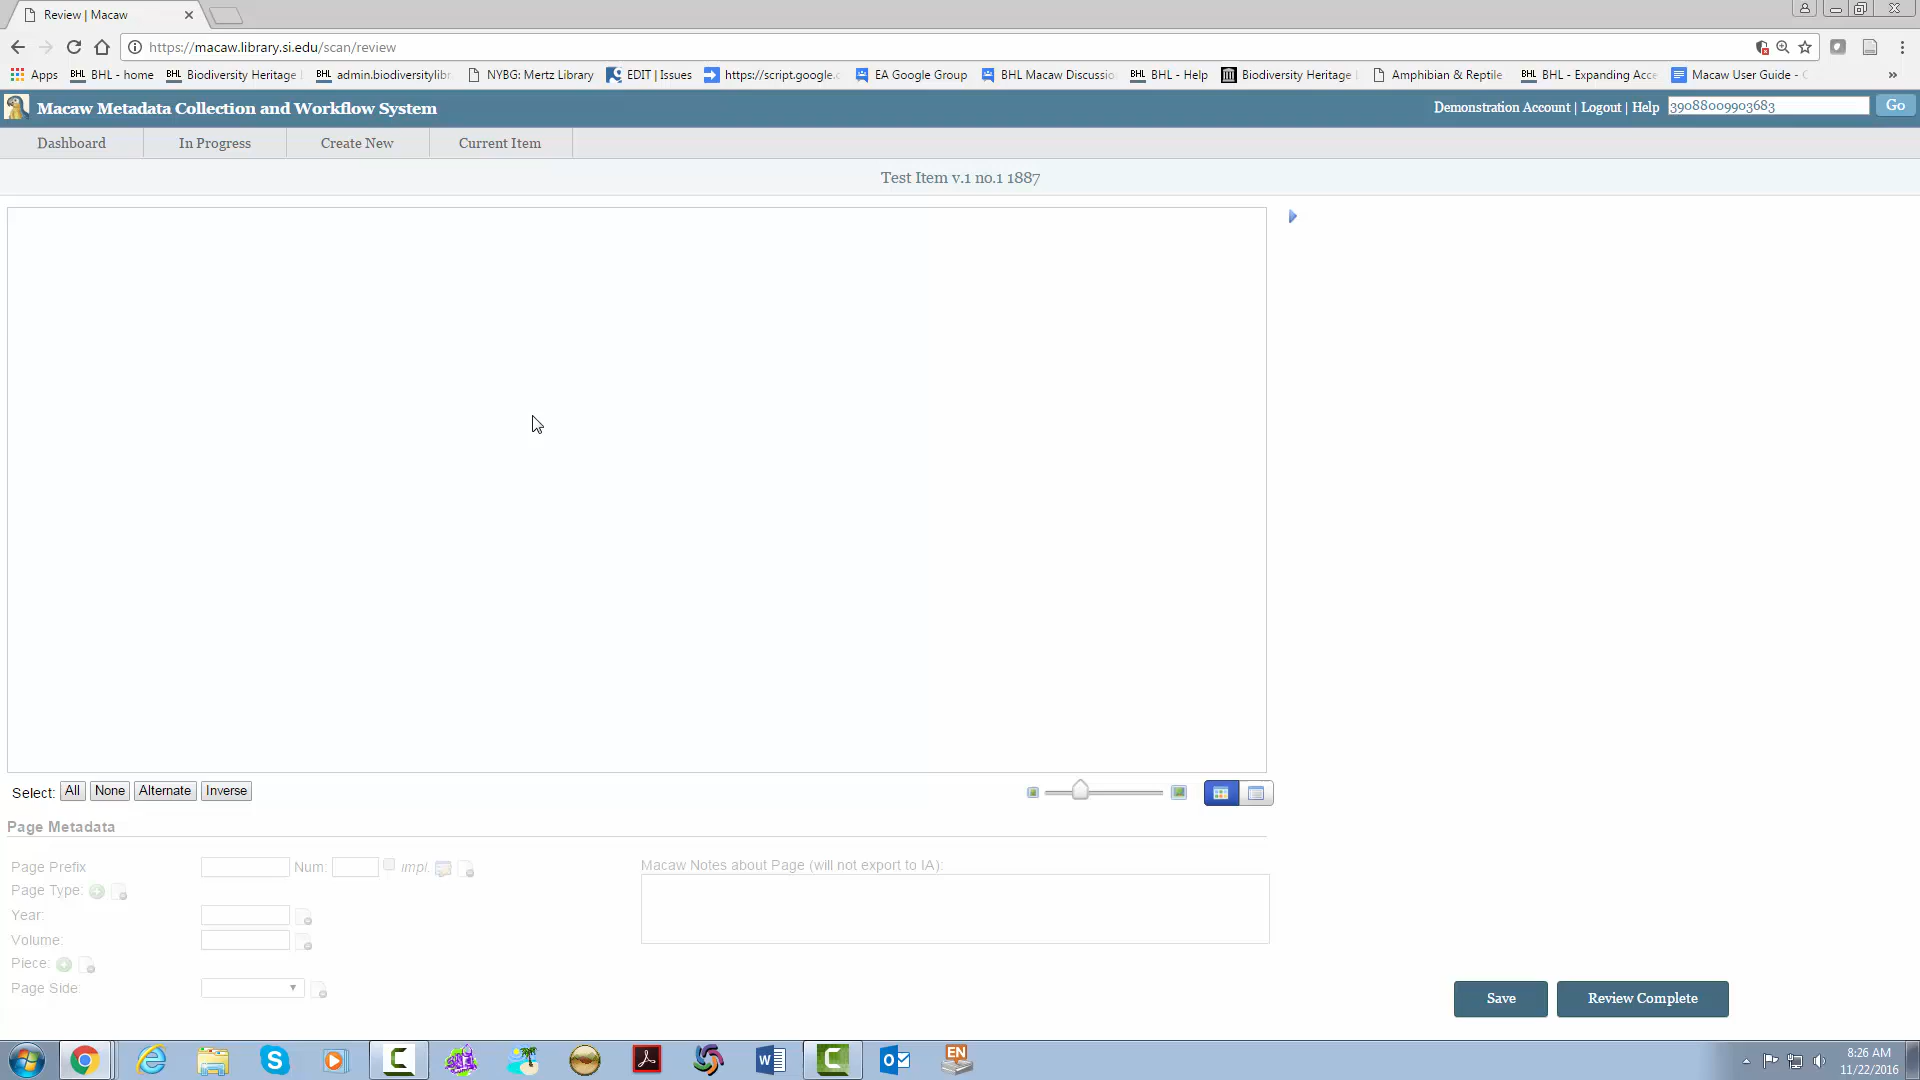 Review | Macaw
https://macaw.library.si.edu/scan/review
Apps BHL - home Biodiversity Heritage admin.biodiversitylibr NYBG: Mertz Library EDIT | Issues https://script.google.c EA Google Group BHL Macaw Discussio BHL - Help Biodiversity Heritage Amphibian & Reptile BHL - Expanding Acce Macaw User Guide - »
Macaw Metadata Collection and Workflow System
Demonstration Account | Logout | Help 39088009903683 Go
Dashboard In Progress Create New Current Item
Test Item v.1 no.1 1887
Select: All None Alternate Inverse
Page Metadata
Page Prefix Num: Impl.
Page Type:
Year:
Volume:
Piece:
Page Side:
Macaw Notes about Page (will not export to IA):
Save Review Complete
8:26 AM
11/22/2016